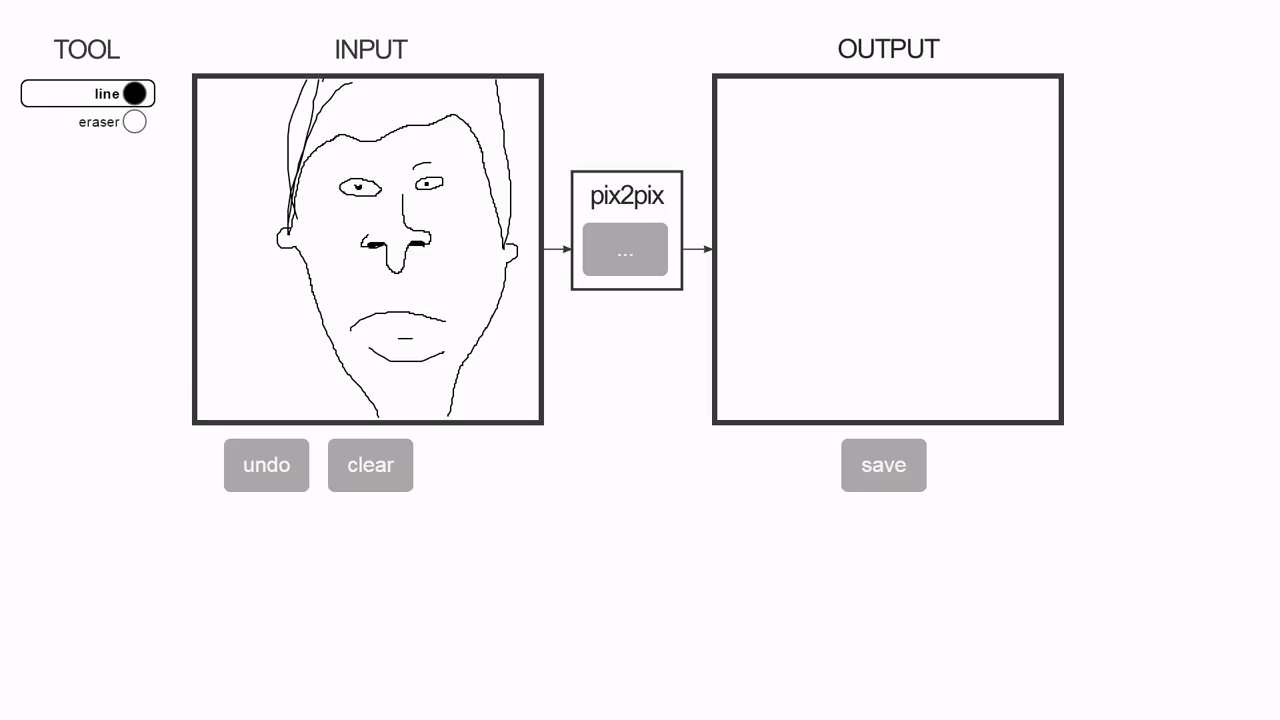 TOOL
INPUT
OUTPUT
line
eraser
pix2pix
...
undo
clear
save